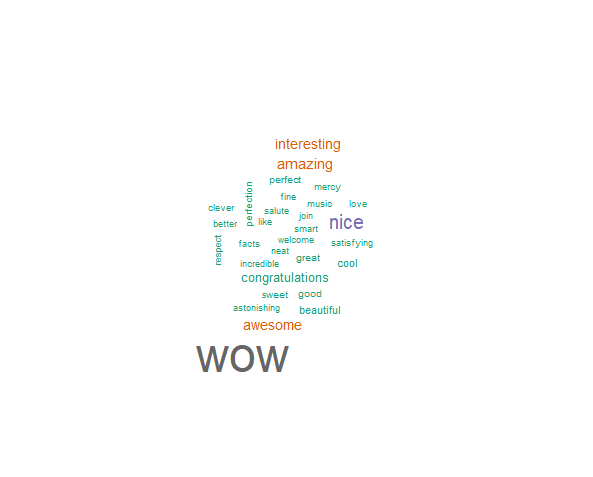 interesting
amazing
perfect
mercy
perfection
fine
music
love
clever
salute
join
nice
better
like
smart
respect
facts
welcome
satisfying
neat
incredible
great
cool
congratulations
sweet
good
astonishing
beautiful
awesome
wow